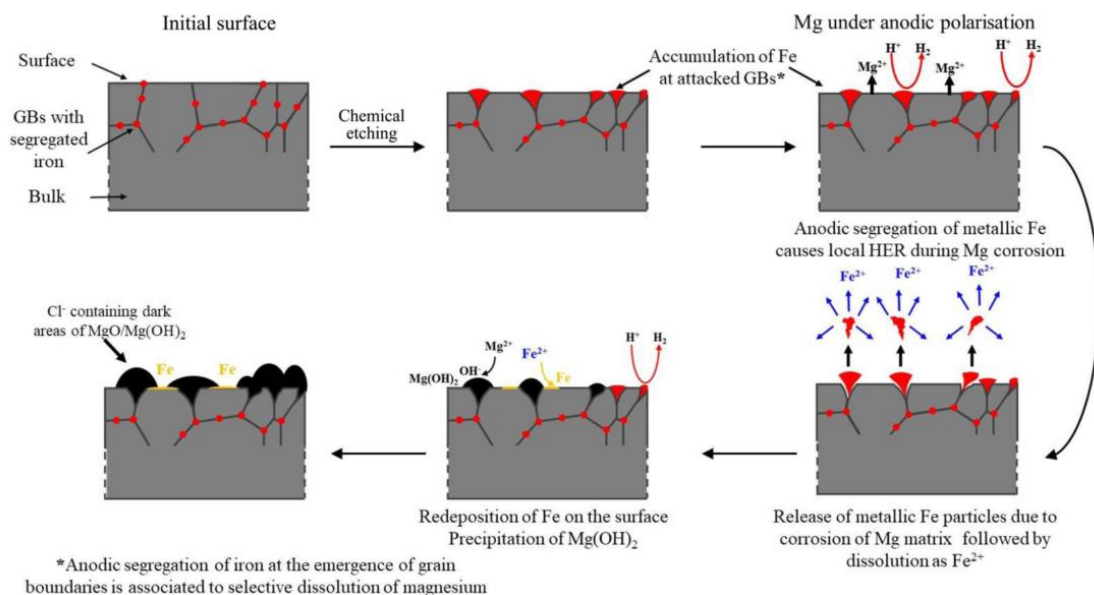 Initial surface
Surface
GBs with
segregated
iron
Bulk
Chemical
etching
Accumulation of Fe
at attacked GBs*
Mg under anodic polarisation
H⁺ H₂
H⁺ H₂
Mg²⁺ Mg²⁺
Anodic segregation of metallic Fe
causes local HER during Mg corrosion
Fe²⁺ Fe²⁺ Fe²⁺
Release of metallic Fe particles due to
corrosion of Mg matrix followed by
dissolution as Fe²⁺
Mg(OH)₂ OH⁻ Mg²⁺ Fe²⁺ Fe H⁺ H₂
Redeposition of Fe on the surface
Precipitation of Mg(OH)₂
Cl⁻ containing dark
areas of MgO/Mg(OH)₂
Fe Fe
*Anodic segregation of iron at the emergence of grain
boundaries is associated to selective dissolution of magnesium